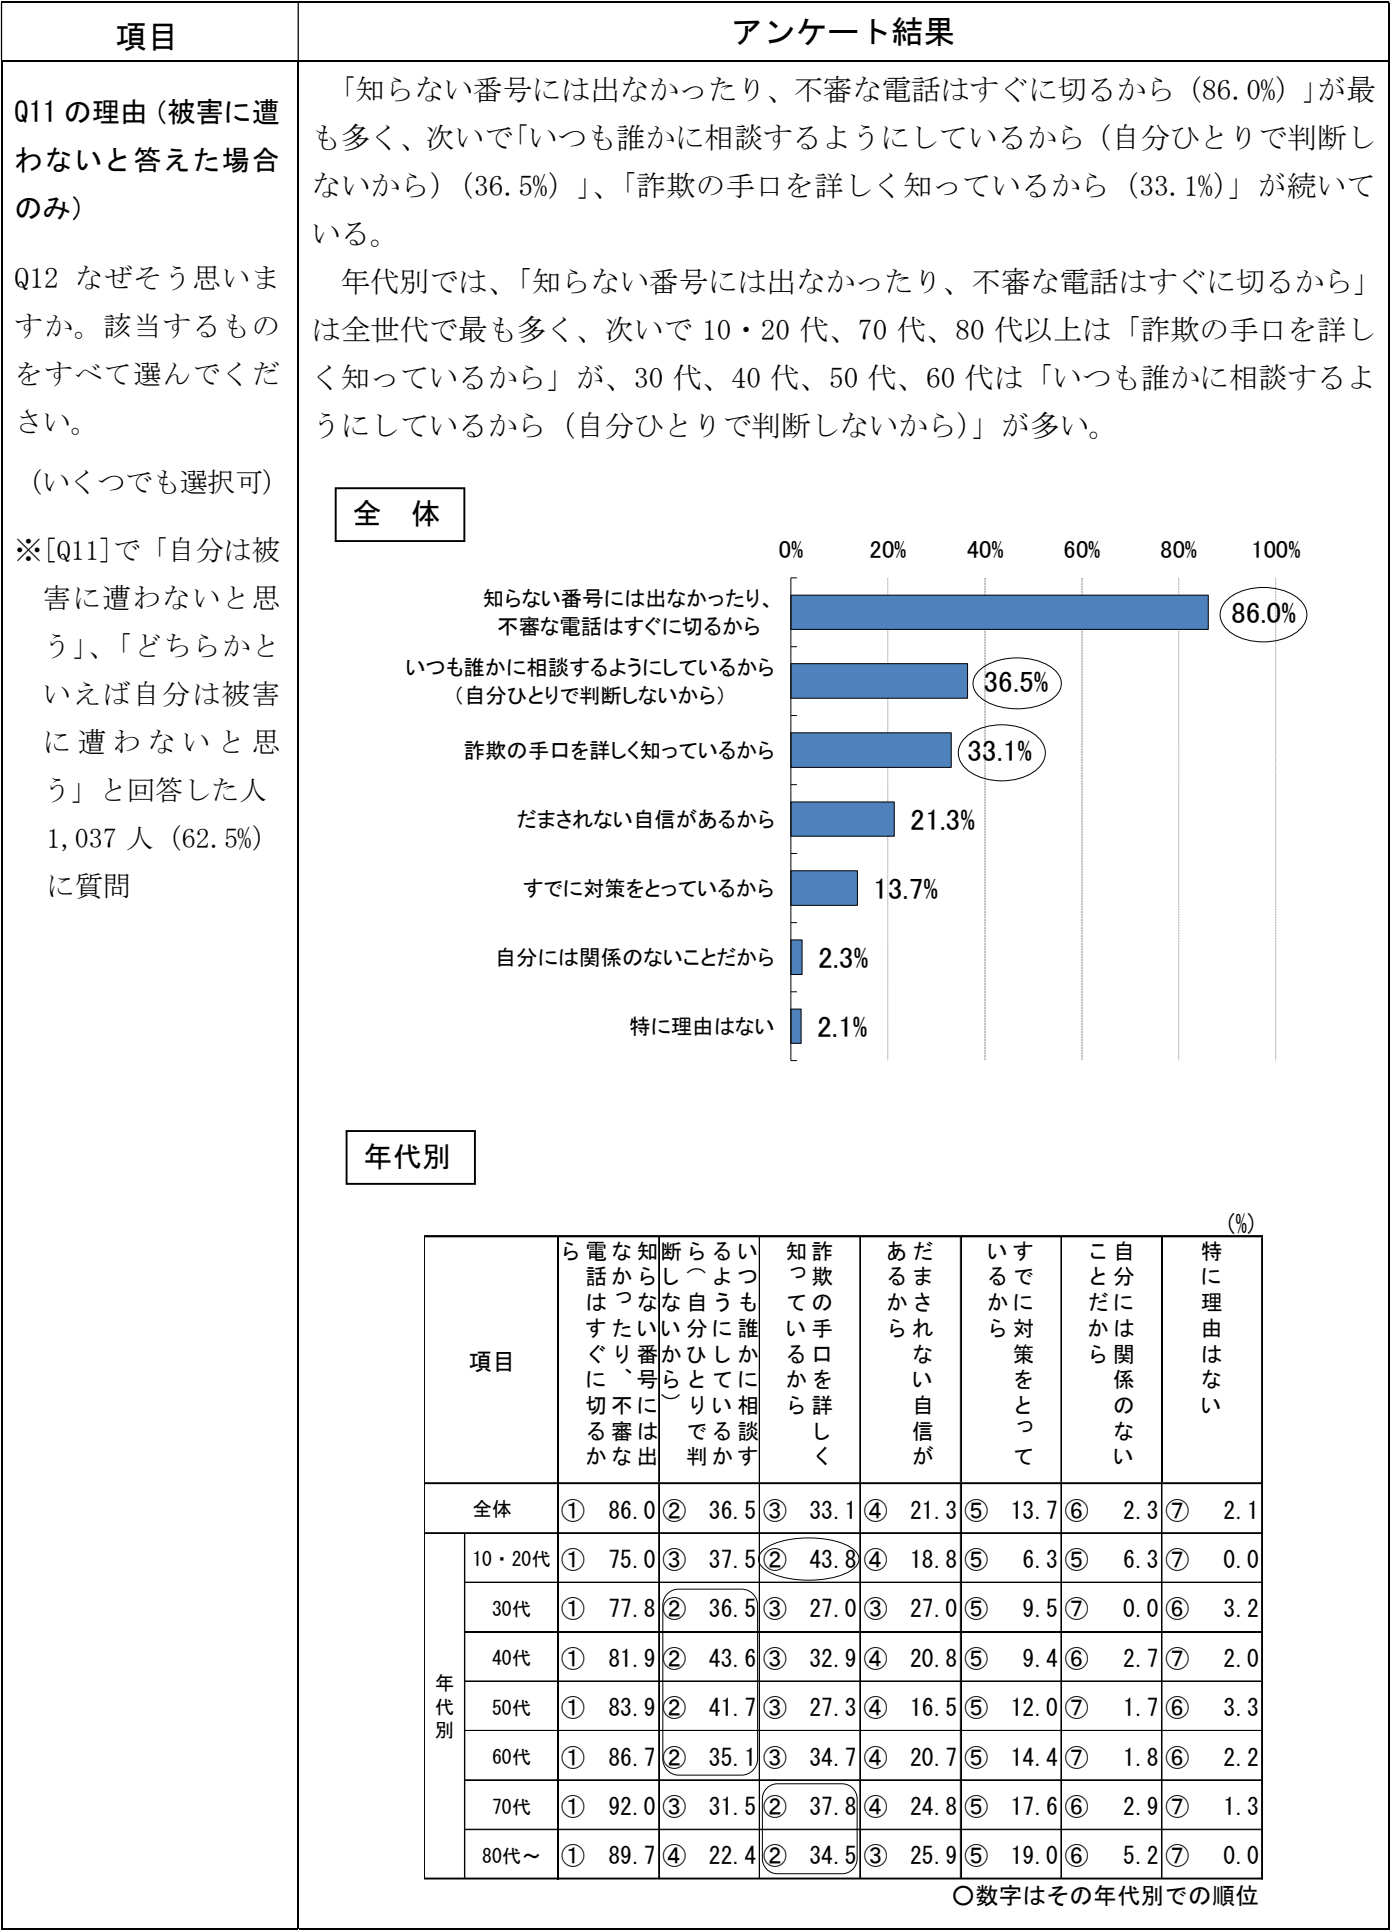 項目
アンケート結果
Q11 の理由（被害に遭
わないと答えた場合
のみ）
Q12 なぜそう思いま
すか。該当するもの
をすべて選んでくだ
さい。
（いくつでも選択可）
※[Q11]で「自分は被
害に遭わないと思
う」、「どちらかと
いえば自分は被害
に遭わないと思
う」と回答した人
1,037 人（62.5%）
に質問
「知らない番号には出なかったり、不審な電話はすぐに切るから（86.0%）」が最
も多く、次いで「いつも誰かに相談するようにしているから（自分ひとりで判断し
ないから）（36.5%）」、「詐欺の手口を詳しく知っているから（33.1%）」が続いて
いる。
年代別では、「知らない番号には出なかったり、不審な電話はすぐに切るから」
は全世代で最も多く、次いで 10・20 代、70 代、80 代以上は「詐欺の手口を詳し
く知っているから」が、30 代、40 代、50 代、60 代は「いつも誰かに相談するよ
うにしているから（自分ひとりで判断しないから）」が多い。
全 体
0% 20% 40% 60% 80% 100%
知らない番号には出なかったり、
不審な電話はすぐに切るから
86.0%
いつも誰かに相談するようにしているから
（自分ひとりで判断しないから）
36.5%
詐欺の手口を詳しく知っているから
33.1%
だまされない自信があるから
21.3%
すでに対策をとっているから
13.7%
自分には関係のないことだから
2.3%
特に理由はない
2.1%
年代別
(%)
項目
知らない番号には出
なかったり、不審な
電話はすぐに切るか
ら
いつも誰かに相談す
るようにしているか
ら（自分ひとりで判
断しないから）
詐欺の手口を詳しく
知っているから
だまされない自信が
あるから
すでに対策をとって
いるから
自分には関係のない
ことだから
特に理由はない
全体 ① 86.0 ② 36.5 ③ 33.1 ④ 21.3 ⑤ 13.7 ⑥ 2.3 ⑦ 2.1
年代別
10・20代 ① 75.0 ③ 37.5 ② 43.8 ④ 18.8 ⑤ 6.3 ⑤ 6.3 ⑦ 0.0
30代 ① 77.8 ② 36.5 ③ 27.0 ③ 27.0 ⑤ 9.5 ⑦ 0.0 ⑥ 3.2
40代 ① 81.9 ② 43.6 ③ 32.9 ④ 20.8 ⑤ 9.4 ⑥ 2.7 ⑦ 2.0
50代 ① 83.9 ② 41.7 ③ 27.3 ④ 16.5 ⑤ 12.0 ⑦ 1.7 ⑥ 3.3
60代 ① 86.7 ② 35.1 ③ 34.7 ④ 20.7 ⑤ 14.4 ⑦ 1.8 ⑥ 2.2
70代 ① 92.0 ③ 31.5 ② 37.8 ④ 24.8 ⑤ 17.6 ⑥ 2.9 ⑦ 1.3
80代～ ① 89.7 ④ 22.4 ② 34.5 ③ 25.9 ⑤ 19.0 ⑥ 5.2 ⑦ 0.0
○数字はその年代別での順位